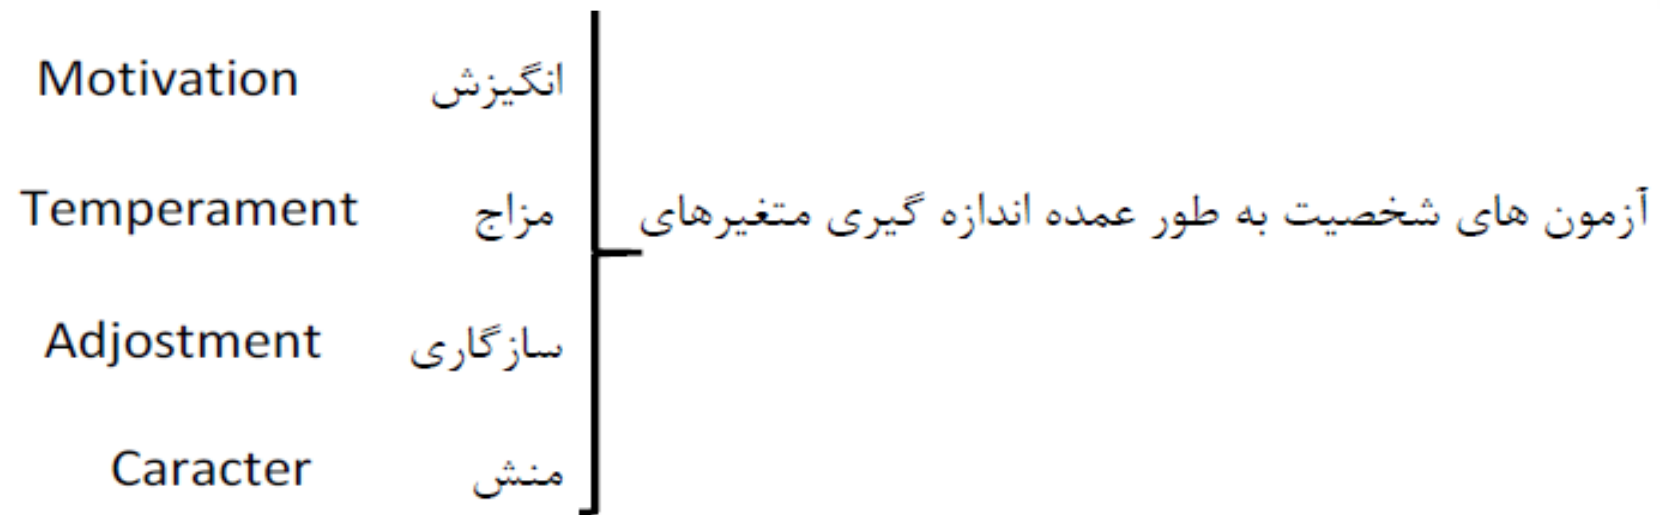 آزمون های شخصیت به طور عمده اندازه گیری متغیرهای
انگیزش Motivation
مزاج Temperament
سازگاری Adjostment
منش Caracter